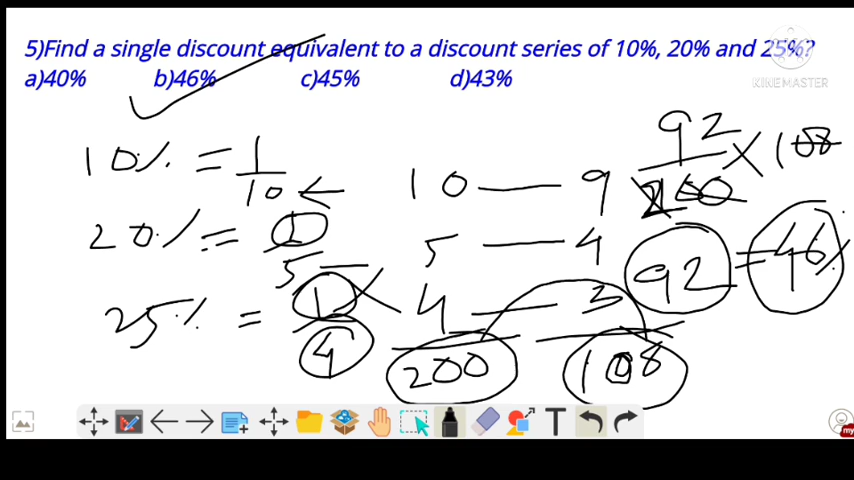 5)Find a single discount equivalent to a discount series of 10%, 20% and 25%?
a)40% b)46% c)45% d)43%
KINEMASTER
10% = 1/10
10 — 9
92/200 × 100
20% = 1/5
5 — 4
92 = 46%
25% = 1/4
4 — 3
200 108
my